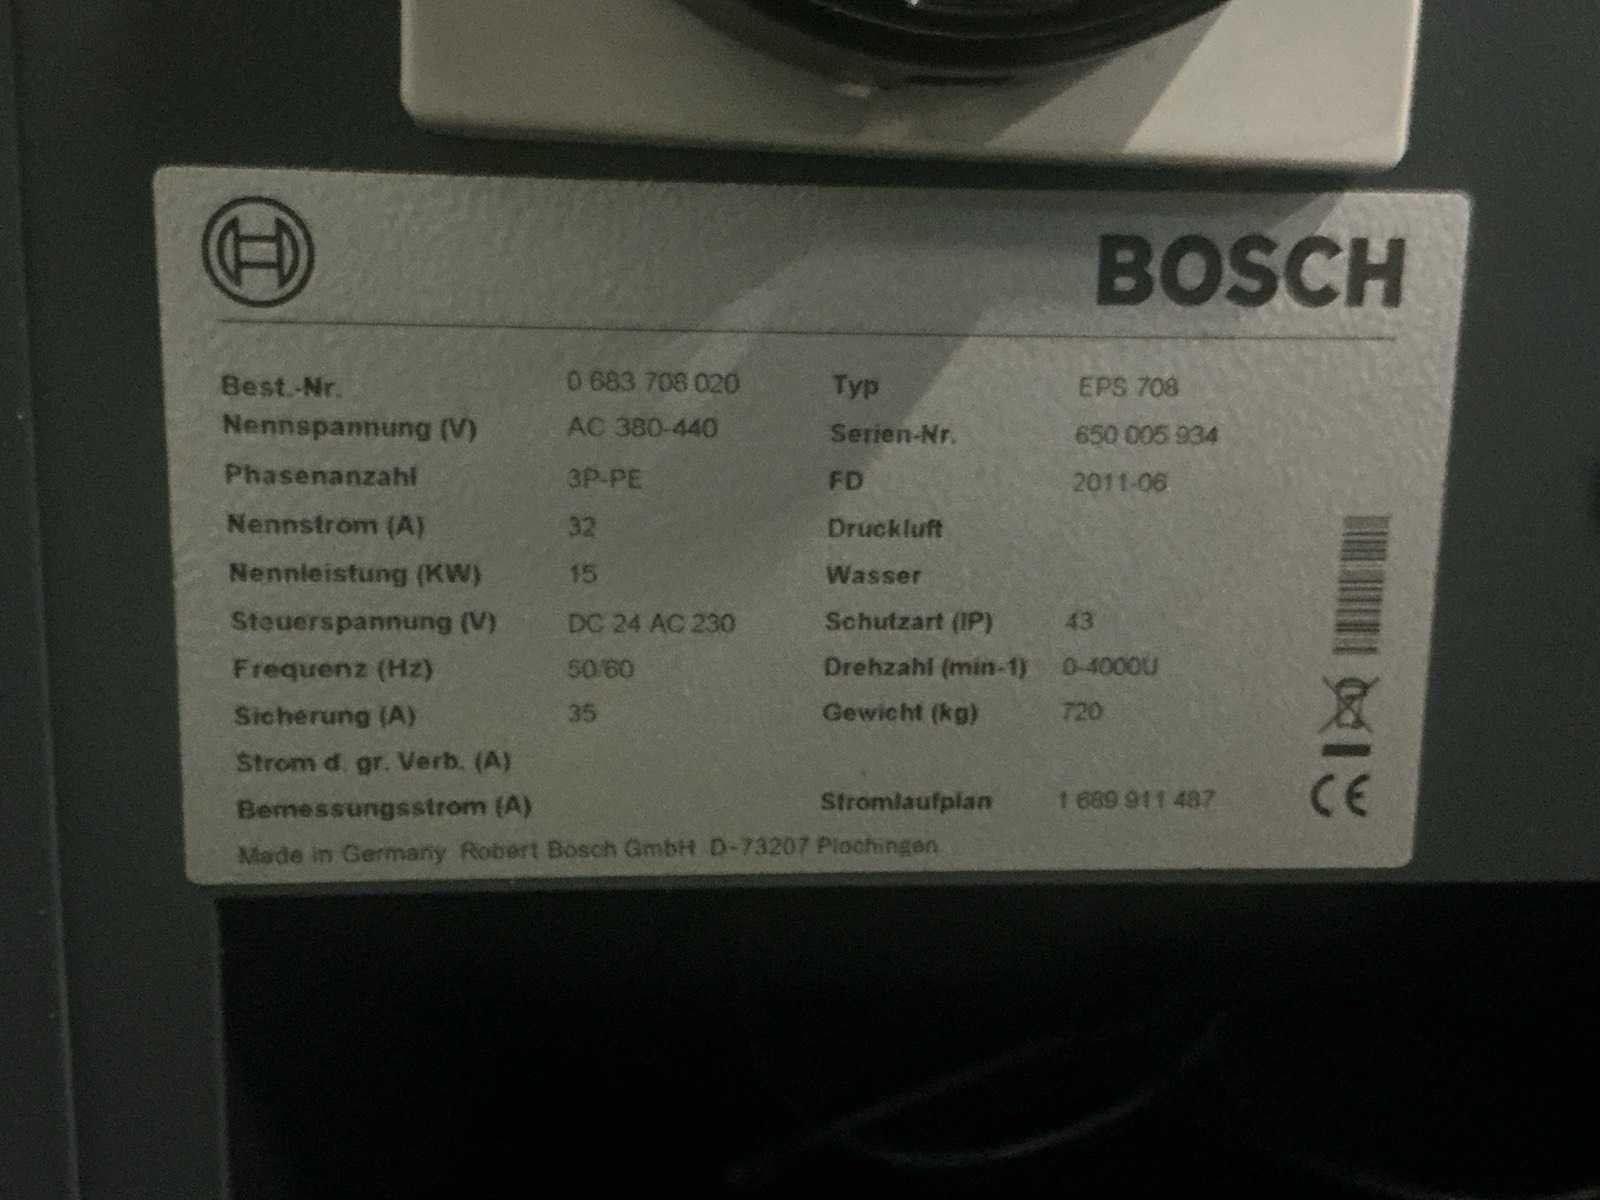 BOSCH
Best.-Nr. 0 683 708 020 Typ EPS 708
Nennspannung (V) AC 380-440 Serien-Nr. 650 005 934
Phasenanzahl 3P-PE FD 2011-06
Nennstrom (A) 32 Druckluft
Nennleistung (KW) 15 Wasser
Steuerspannung (V) DC 24 AC 230 Schutzart (IP) 43
Frequenz (Hz) 50/60 Drehzahl (min-1) 0-4000U
Sicherung (A) 35 Gewicht (kg) 720
Strom d. gr. Verb. (A)
Bemessungsstrom (A) Stromlaufplan 1 689 911 487
CE
Made in Germany Robert Bosch GmbH D-73207 Plochingen